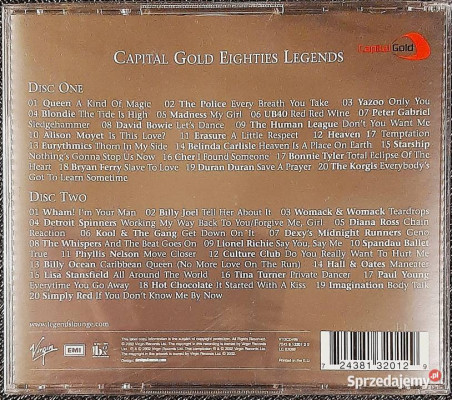 CAPITAL GOLD EIGHTIES LEGENDS
Capital Gold
DISC ONE
01 Queen A Kind Of Magic 02 The Police Every Breath You Take 03 Yazoo Only You
04 Blondie The Tide Is High 05 Madness My Girl 06 UB40 Red Red Wine 07 Peter Gabriel
Sledgehammer 08 David Bowie Let's Dance 09 The Human League Don't You Want Me
10 Alison Moyet Is This Love? 11 Erasure A Little Respect 12 Heaven 17 Temptation
13 Eurythmics Thorn In My Side 14 Belinda Carlisle Heaven Is A Place On Earth 15 Starship
Nothing's Gonna Stop Us Now 16 Cher I Found Someone 17 Bonnie Tyler Total Eclipse Of The
Heart 18 Bryan Ferry Slave To Love 19 Duran Duran Save A Prayer 20 The Korgis Everybody's
Got To Learn Sometime
DISC TWO
01 Wham! I'm Your Man 02 Billy Joel Tell Her About It 03 Womack & Womack Teardrops
04 Detroit Spinners Working My Way Back To You/Forgive Me, Girl 05 Diana Ross Chain
Reaction 06 Kool & The Gang Get Down On It 07 Dexy's Midnight Runners Geno
08 The Whispers And The Beat Goes On 09 Lionel Richie Say You, Say Me 10 Spandau Ballet
True 11 Phyllis Nelson Move Closer 12 Culture Club Do You Really Want To Hurt Me
13 Billy Ocean Caribbean Queen (No More Love On The Run) 14 Hall & Oates Maneater
15 Lisa Stansfield All Around The World 16 Tina Turner Private Dancer 17 Paul Young
Everytime You Go Away 18 Hot Chocolate It Started With A Kiss 19 Imagination Body Talk
20 Simply Red If You Don't Know Me By Now
www.legendslounge.com
Virgin
EMI
7 24381 32012 9
Sprzedajemy.pl